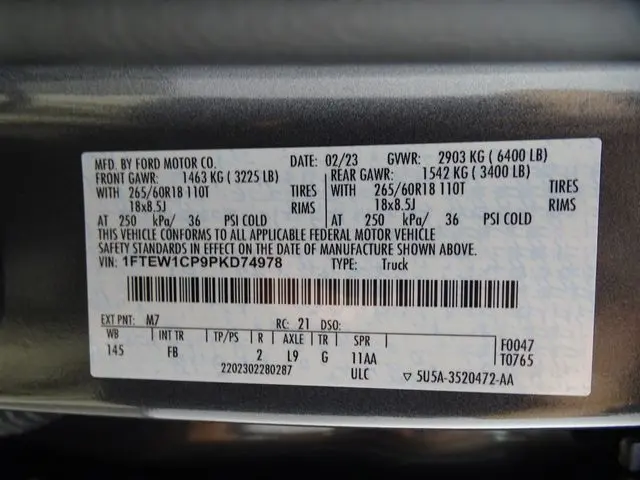 MFD. BY FORD MOTOR CO. DATE: 02/23 GVWR: 2903 KG ( 6400 LB)
FRONT GAWR: 1463 KG ( 3225 LB) REAR GAWR: 1542 KG ( 3400 LB)
WITH 265/60R18 110T TIRES WITH 265/60R18 110T TIRES
18x8.5J RIMS 18x8.5J RIMS
AT 250 kPa/ 36 PSI COLD AT 250 kPa/ 36 PSI COLD
THIS VEHICLE CONFORMS TO ALL APPLICABLE FEDERAL MOTOR VEHICLE
SAFETY STANDARDS IN EFFECT ON THE DATE OF MANUFACTURE SHOWN ABOVE.
VIN: 1FTEW1CP9PKD74978 TYPE: Truck
EXT PNT: M7 RC: 21 DSO:
WB INT TR TP/PS R AXLE TR SPR F0047
145 FB 2 L9 G 11AA T0765
2202302280287 ULC ▽ 5U5A-3520472-AA